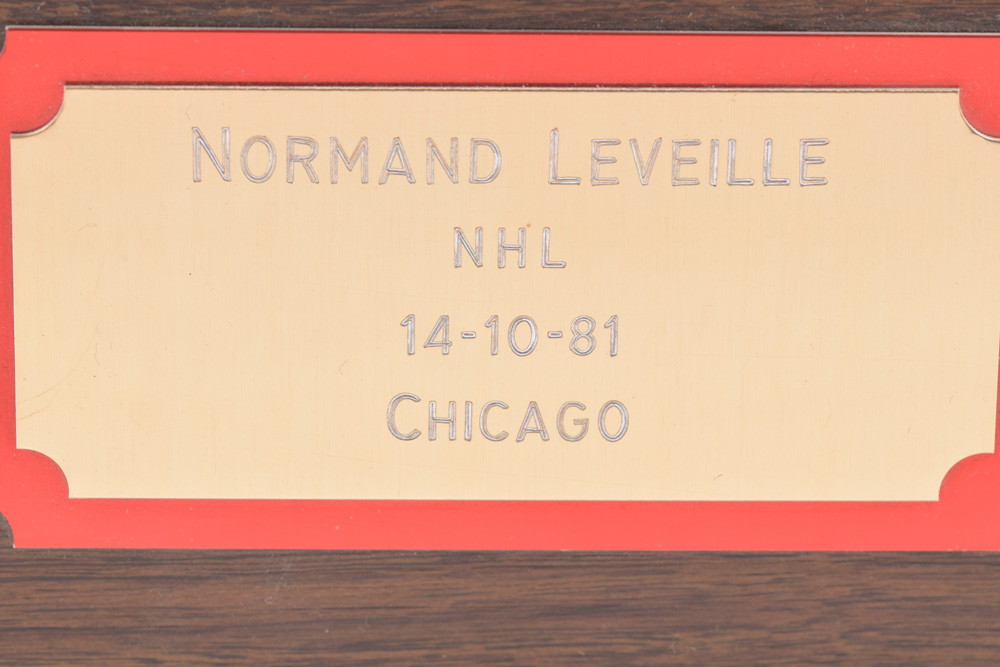 NORMAND LEVEILLE
NHL
14-10-81
CHICAGO